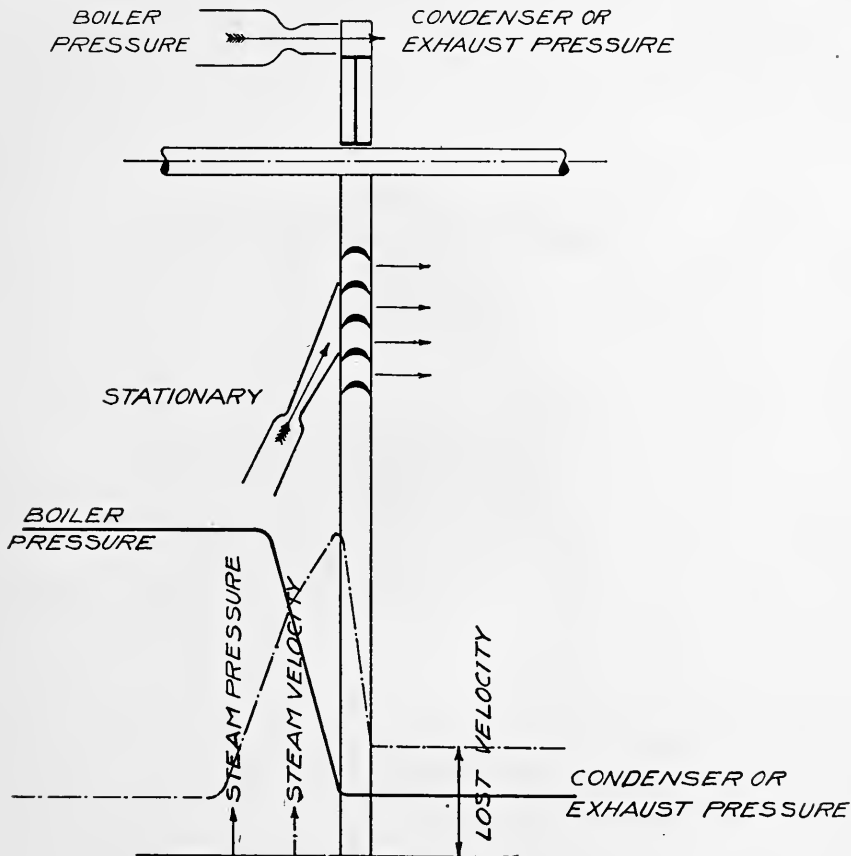 BOILER
PRESSURE
CONDENSER OR
EXHAUST PRESSURE
STATIONARY
BOILER
PRESSURE
STEAM PRESSURE
STEAM VELOCITY
LOST VELOCITY
CONDENSER OR
EXHAUST PRESSURE